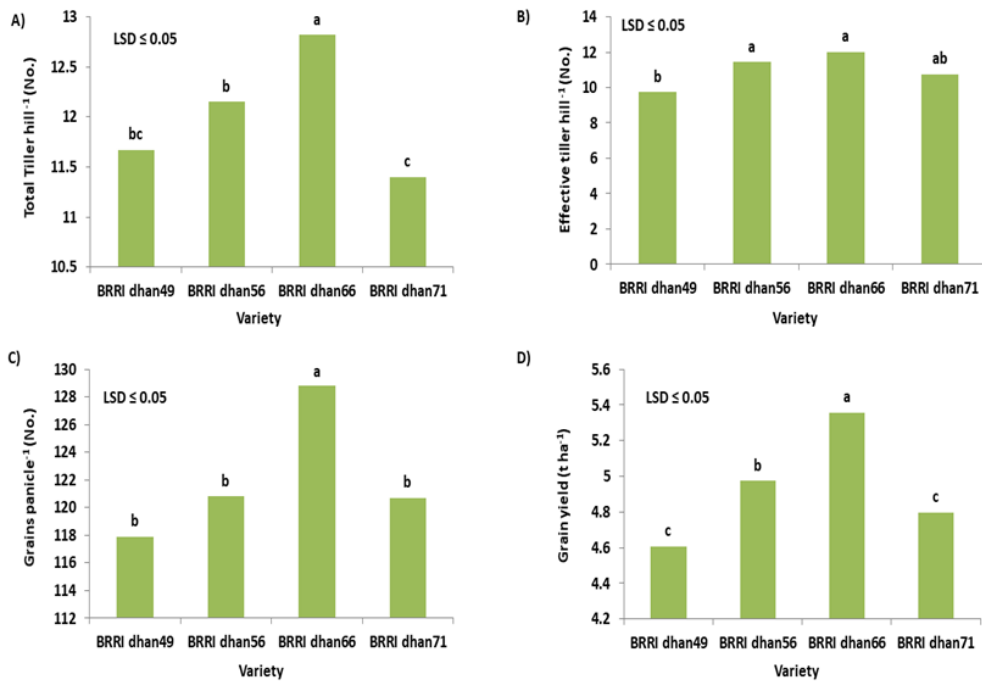 A)
LSD ≤ 0.05
Total Tiller hill⁻¹ (No.)
13
12.5
12
11.5
11
10.5
bc
b
a
c
BRRI dhan49 BRRI dhan56 BRRI dhan66 BRRI dhan71
Variety
B)
LSD ≤ 0.05
Effective tiller hill⁻¹ (No.)
14
12
10
8
6
4
2
0
b
a
a
ab
BRRI dhan49 BRRI dhan56 BRRI dhan66 BRRI dhan71
Variety
C)
LSD ≤ 0.05
Grains panicle⁻¹ (No.)
130
128
126
124
122
120
118
116
114
112
b
b
a
b
BRRI dhan49 BRRI dhan56 BRRI dhan66 BRRI dhan71
Variety
D)
LSD ≤ 0.05
Grain yield (t ha⁻¹)
5.6
5.4
5.2
5
4.8
4.6
4.4
4.2
c
b
a
c
BRRI dhan49 BRRI dhan56 BRRI dhan66 BRRI dhan71
Variety